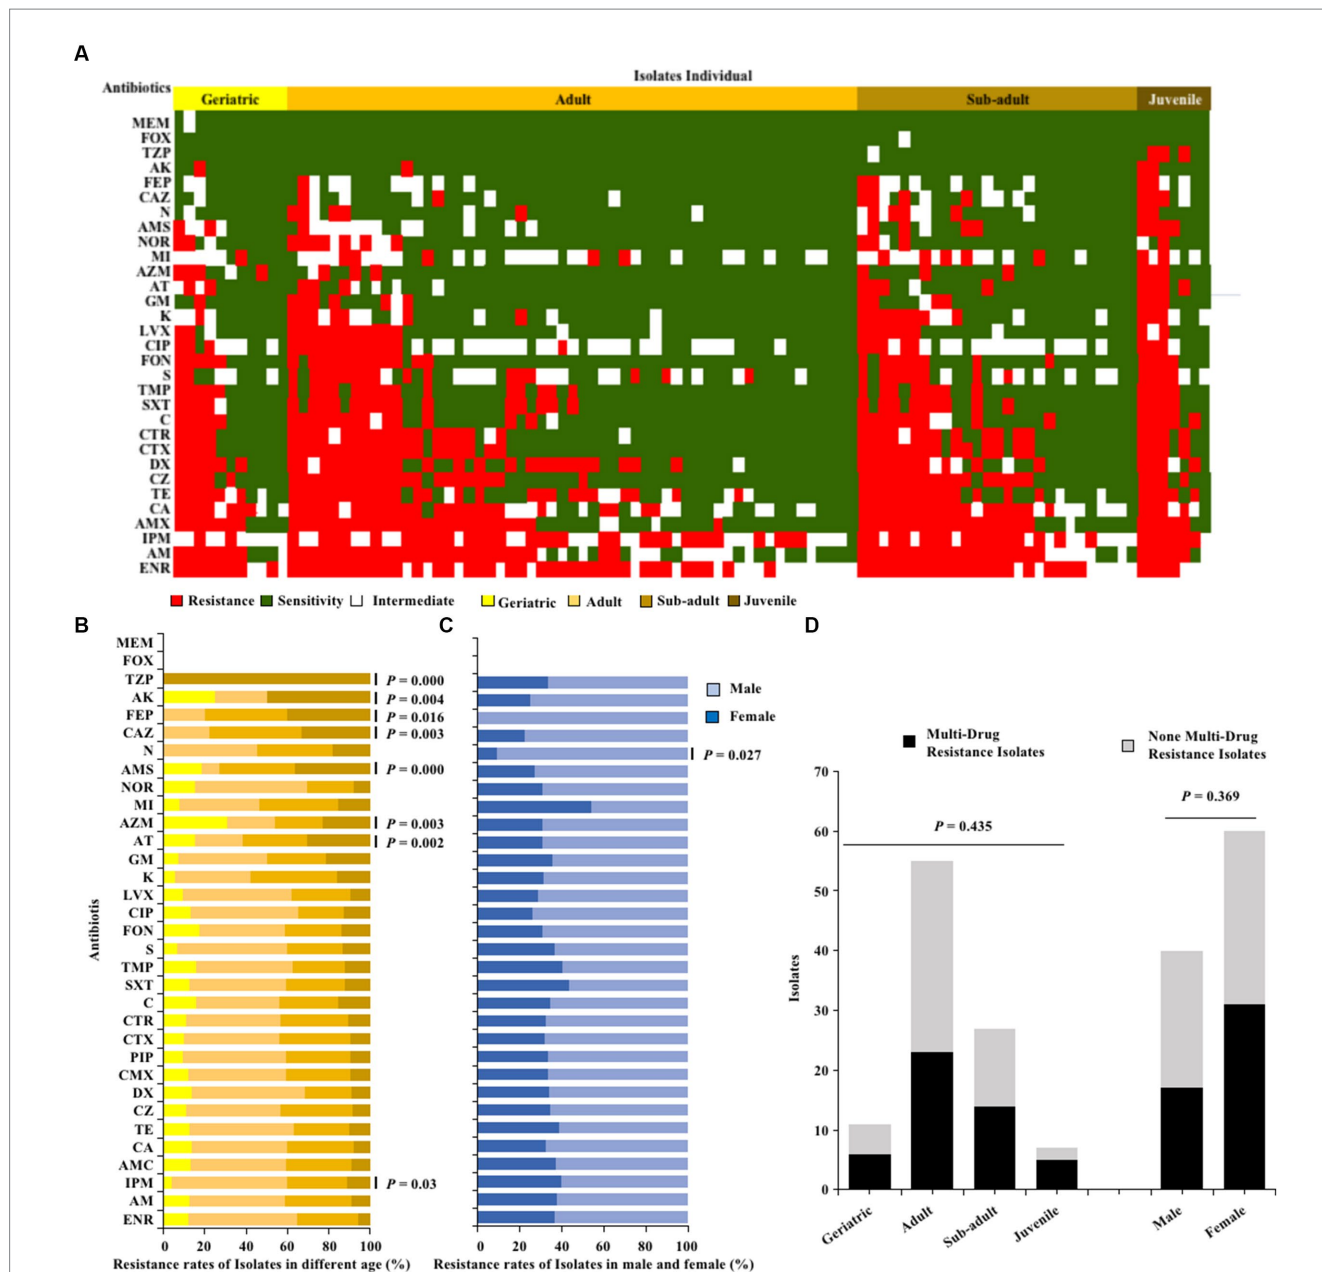 A
Isolates Individual
Antibiotics
Geriatric
Adult
Sub-adult
Juvenile
MEM
FOX
TZP
AK
FEP
CAZ
N
AMS
NOR
MI
AZM
AT
GM
K
LVX
CIP
FON
S
TMP
SXT
C
CTR
CTX
DX
CZ
TE
CA
AMX
IPM
AM
ENR
Resistance
Sensitivity
Intermediate
Geriatric
Adult
Sub-adult
Juvenile
B
MEM
FOX
TZP
P = 0.000
AK
P = 0.004
FEP
P = 0.016
CAZ
P = 0.003
N
AMS
P = 0.000
NOR
MI
AZM
P = 0.003
AT
P = 0.002
GM
K
LVX
CIP
FON
S
TMP
SXT
C
CTR
CTX
PIP
CMX
DX
CZ
TE
CA
AMC
IPM
P = 0.03
AM
ENR
Antibiotis
0 20 40 60 80 100
Resistance rates of Isolates in different age (%)
C
Male
Female
P = 0.027
0 20 40 60 80 100
Resistance rates of Isolates in male and female (%)
D
Multi-Drug
Resistance Isolates
None Multi-Drug
Resistance Isolates
P = 0.435
P = 0.369
Isolates
70
60
50
40
30
20
10
0
Geriatric
Adult
Sub-adult
Juvenile
Male
Female